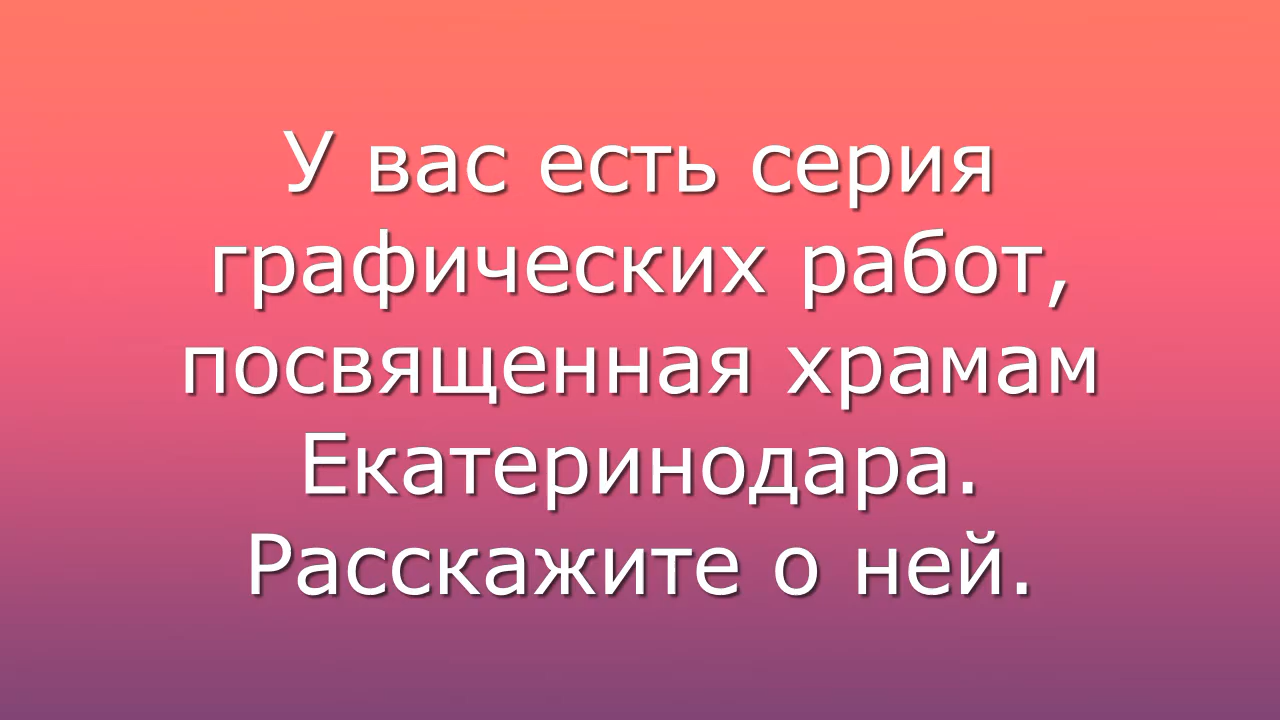 У вас есть серия
графических работ,
посвященная храмам
Екатеринодара.
Расскажите о ней.